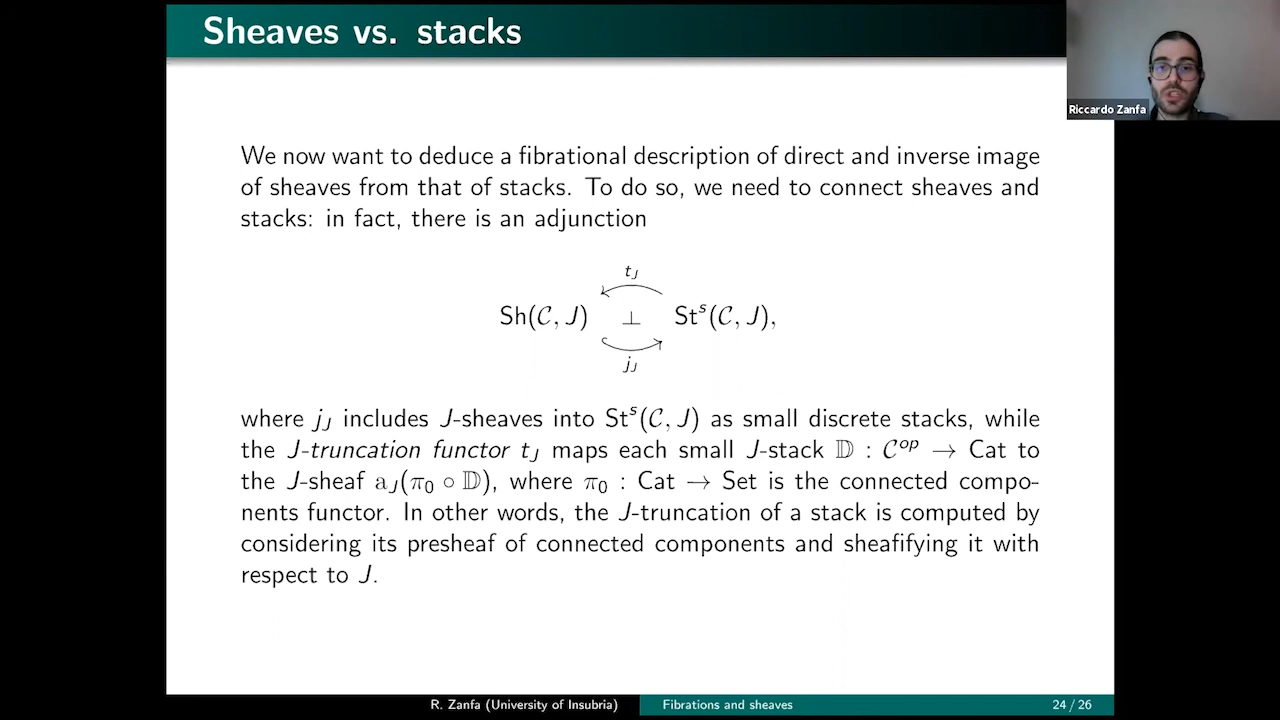 Sheaves vs. stacks
Riccardo Zanfa
We now want to deduce a fibrational description of direct and inverse image
of sheaves from that of stacks. To do so, we need to connect sheaves and
stacks: in fact, there is an adjunction
t_J
Sh(𝒞, J) ⊥ St^s(𝒞, J),
j_J
where j_J includes J-sheaves into St^s(𝒞, J) as small discrete stacks, while
the J-truncation functor t_J maps each small J-stack 𝔻 : 𝒞^op → Cat to
the J-sheaf a_J(π_0 ∘ 𝔻), where π_0 : Cat → Set is the connected compo-
nents functor. In other words, the J-truncation of a stack is computed by
considering its presheaf of connected components and sheafifying it with
respect to J.
R. Zanfa (University of Insubria) Fibrations and sheaves 24 / 26